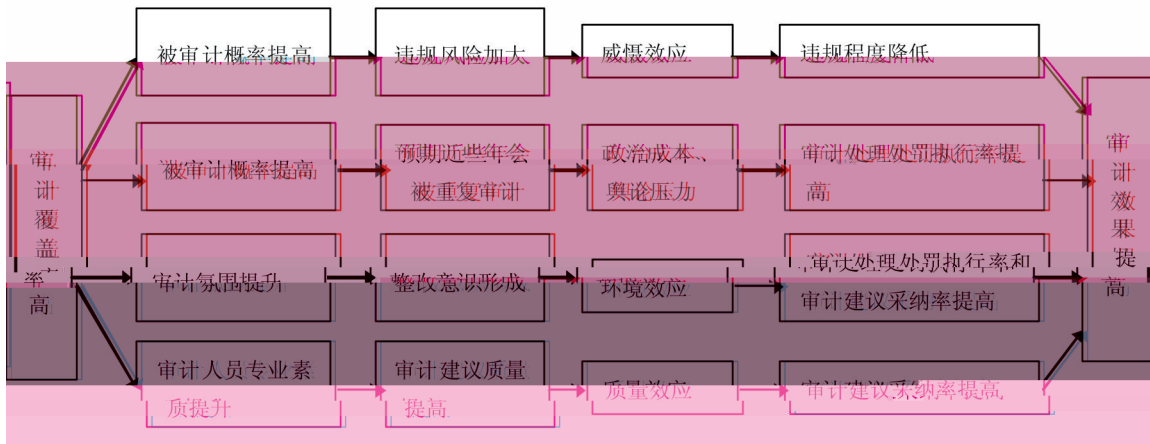 被审计概率提高
违规风险加大
威慑效应
违规程度降低
被审计概率提高
预期近些年会
被重复审计
政治成本、
舆论压力
审计处理处罚执行率提
高
审
计
覆
盖
率
高
审
计
效
果
提
高
审计氛围提升
整改意识形成
环境效应
审计处理处罚执行率和
审计建议采纳率提高
审计人员专业素
质提升
审计建议质量
提高
质量效应
审计建议采纳率提高